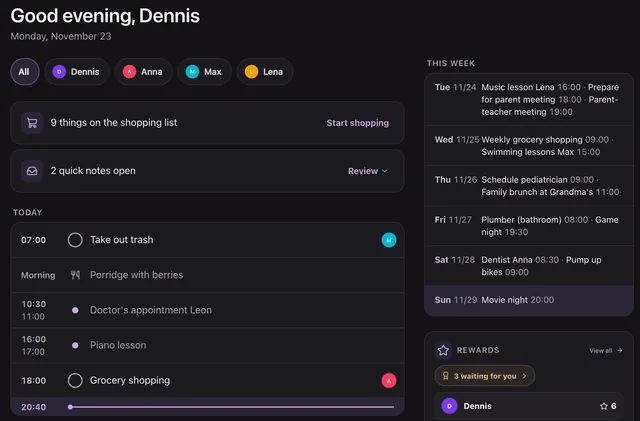 Good evening, Dennis
Monday, November 23
All
D Dennis
A Anna
M Max
L Lena
9 things on the shopping list Start shopping
2 quick notes open Review
TODAY
07:00 Take out trash M
Morning Porridge with berries
10:30
11:00
Doctor's appointment Leon
16:00
17:00
Piano lesson
18:00 Grocery shopping A
20:40
THIS WEEK
Tue 11/24 Music lesson Lena 16:00 · Prepare
for parent meeting 18:00 · Parent-
teacher meeting 19:00
Wed 11/25 Weekly grocery shopping 09:00 ·
Swimming lessons Max 15:00
Thu 11/26 Schedule pediatrician 09:00 ·
Family brunch at Grandma's 11:00
Fri 11/27 Plumber (bathroom) 08:00 · Game
night 19:30
Sat 11/28 Dentist Anna 08:30 · Pump up
bikes 09:00
Sun 11/29 Movie night 20:00
REWARDS View all →
3 waiting for you >
D Dennis 6